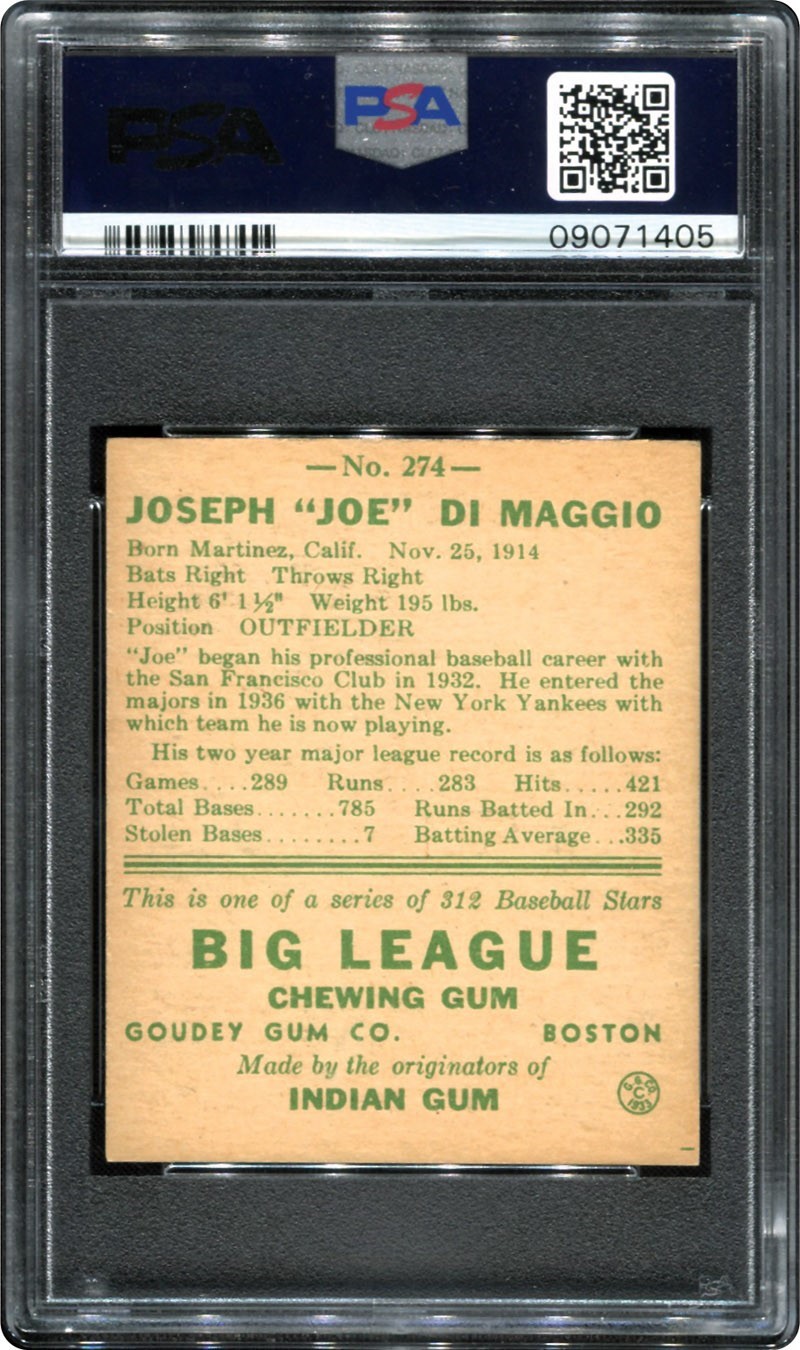 PSA
PSA
09071405
—No. 274—
JOSEPH "JOE" DI MAGGIO
Born Martinez, Calif. Nov. 25, 1914
Bats Right Throws Right
Height 6' 1 ½" Weight 195 lbs.
Position OUTFIELDER
"Joe" began his professional baseball career with
the San Francisco Club in 1932. He entered the
majors in 1936 with the New York Yankees with
which team he is now playing.
His two year major league record is as follows:
Games....289 Runs....283 Hits.....421
Total Bases.......785 Runs Batted In...292
Stolen Bases........7 Batting Average...335
This is one of a series of 312 Baseball Stars
BIG LEAGUE
CHEWING GUM
GOUDEY GUM CO. BOSTON
Made by the originators of
INDIAN GUM
G. G. CO.
C
1933
PSA